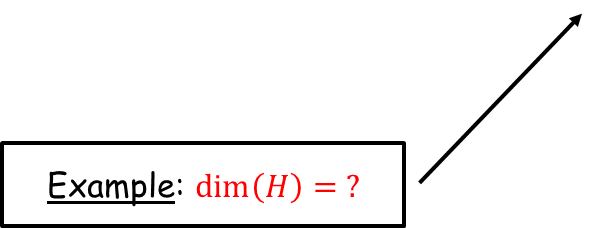 Example: dim(H) = ?